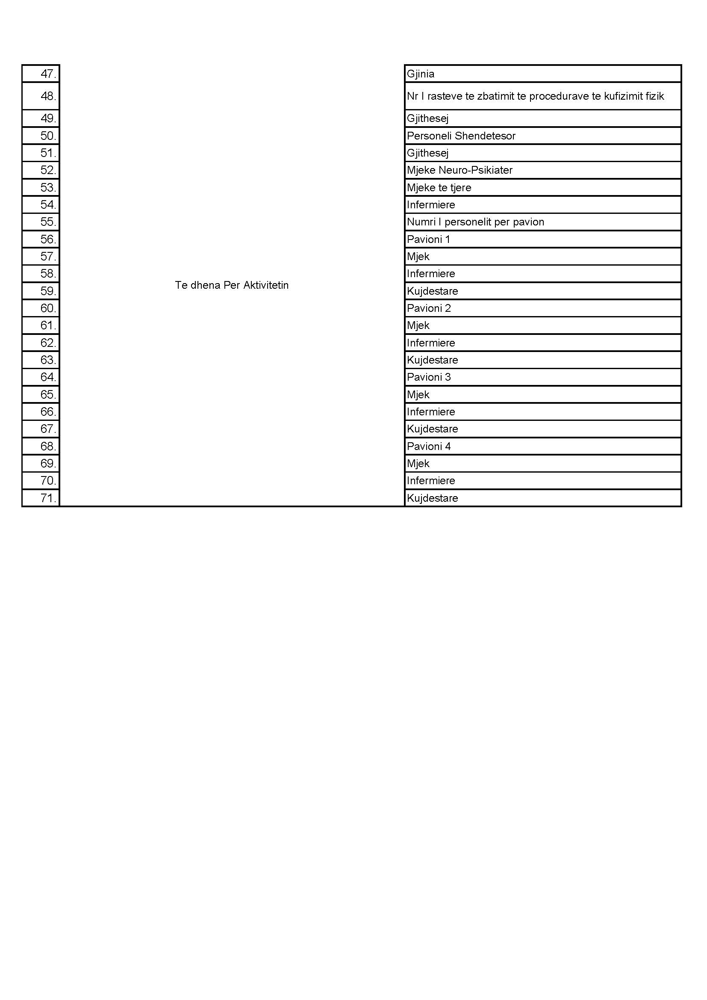 47. Gjinia
48. Nr I rasteve te zbatimit te procedurave te kufizimit fizik
49. Gjithesej
50. Personeli Shendetesor
51. Gjithesej
52. Mjeke Neuro-Psikiater
53. Mjeke te tjere
54. Infermiere
55. Numri I personelit per pavion
56. Pavioni 1
57. Mjek
58. Infermiere
Te dhena Per Aktivitetin
59. Kujdestare
60. Pavioni 2
61. Mjek
62. Infermiere
63. Kujdestare
64. Pavioni 3
65. Mjek
66. Infermiere
67. Kujdestare
68. Pavioni 4
69. Mjek
70. Infermiere
71. Kujdestare